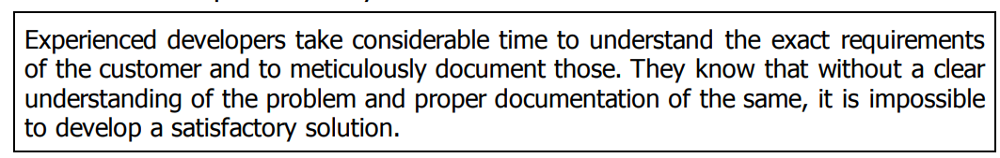 Experienced developers take considerable time to understand the exact requirements
of the customer and to meticulously document those. They know that without a clear
understanding of the problem and proper documentation of the same, it is impossible
to develop a satisfactory solution.